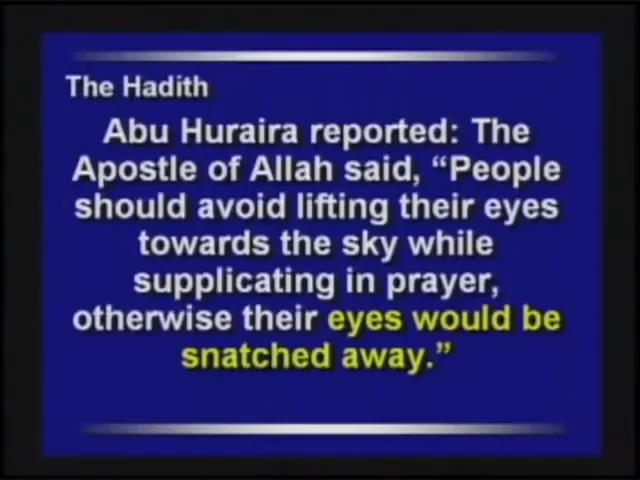 The Hadith
Abu Huraira reported: The
Apostle of Allah said, “People
should avoid lifting their eyes
towards the sky while
supplicating in prayer,
otherwise their eyes would be
snatched away.”